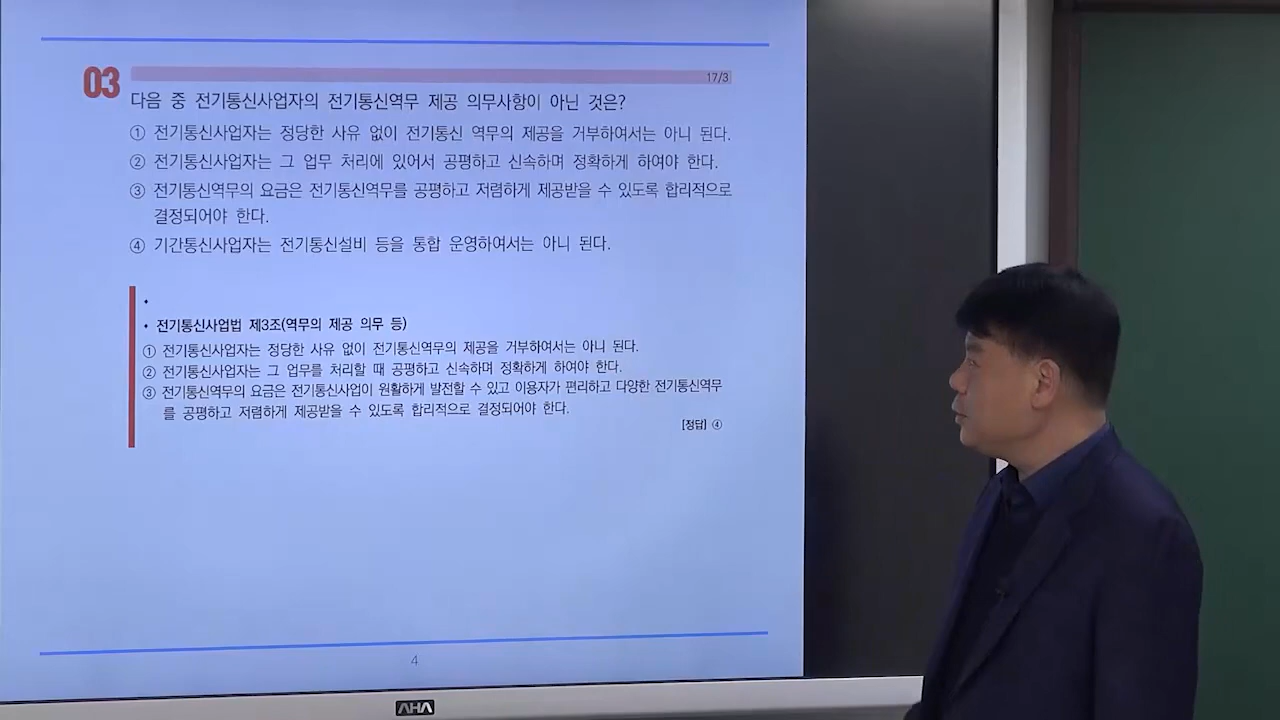 03
17/3
다음 중 전기통신사업자의 전기통신역무 제공 의무사항이 아닌 것은?
① 전기통신사업자는 정당한 사유 없이 전기통신 역무의 제공을 거부하여서는 아니 된다.
② 전기통신사업자는 그 업무 처리에 있어서 공평하고 신속하며 정확하게 하여야 한다.
③ 전기통신역무의 요금은 전기통신역무를 공평하고 저렴하게 제공받을 수 있도록 합리적으로
결정되어야 한다.
④ 기간통신사업자는 전기통신설비 등을 통합 운영하여서는 아니 된다.
• 전기통신사업법 제3조(역무의 제공 의무 등)
① 전기통신사업자는 정당한 사유 없이 전기통신역무의 제공을 거부하여서는 아니 된다.
② 전기통신사업자는 그 업무를 처리할 때 공평하고 신속하며 정확하게 하여야 한다.
③ 전기통신역무의 요금은 전기통신사업이 원활하게 발전할 수 있고 이용자가 편리하고 다양한 전기통신역무
를 공평하고 저렴하게 제공받을 수 있도록 합리적으로 결정되어야 한다.
[정답] ④
4
AHA